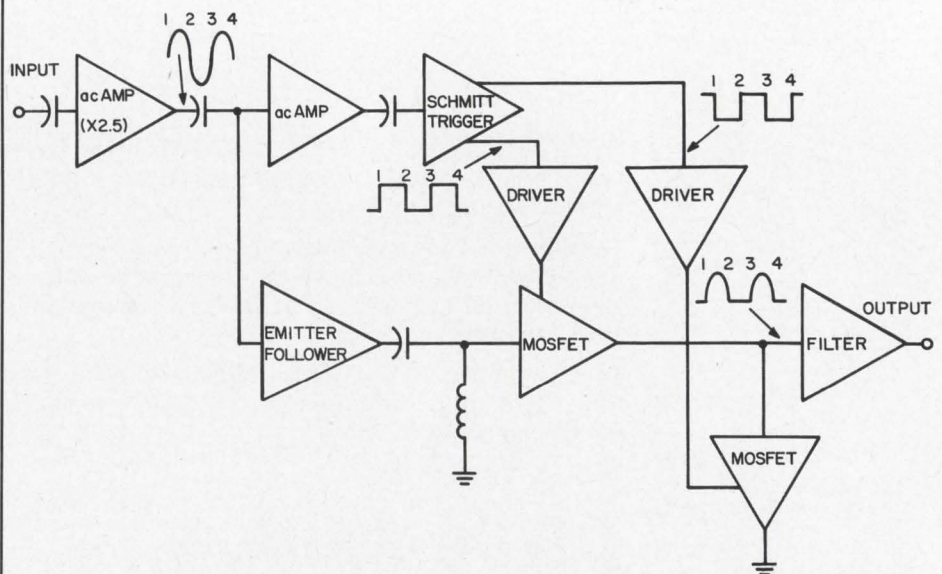 1 2 3 4
INPUT
ac AMP
(X2.5)
ac AMP
SCHMITT
TRIGGER
1 2 3 4
1 2 3 4
DRIVER
DRIVER
1 2 3 4
EMITTER
FOLLOWER
MOSFET
FILTER
OUTPUT
MOSFET